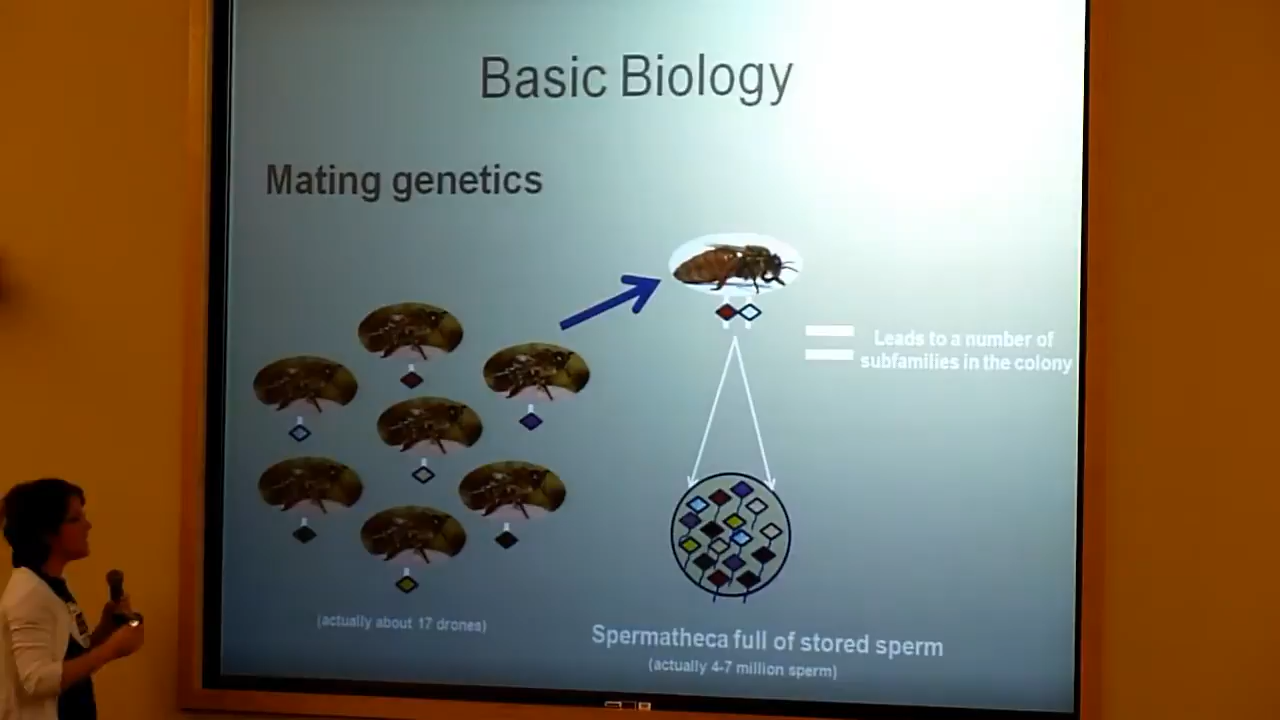 Basic Biology
Mating genetics
Leads to a number of
subfamilies in the colony
(actually about 17 drones)
Spermatheca full of stored sperm
(actually 4-7 million sperm)